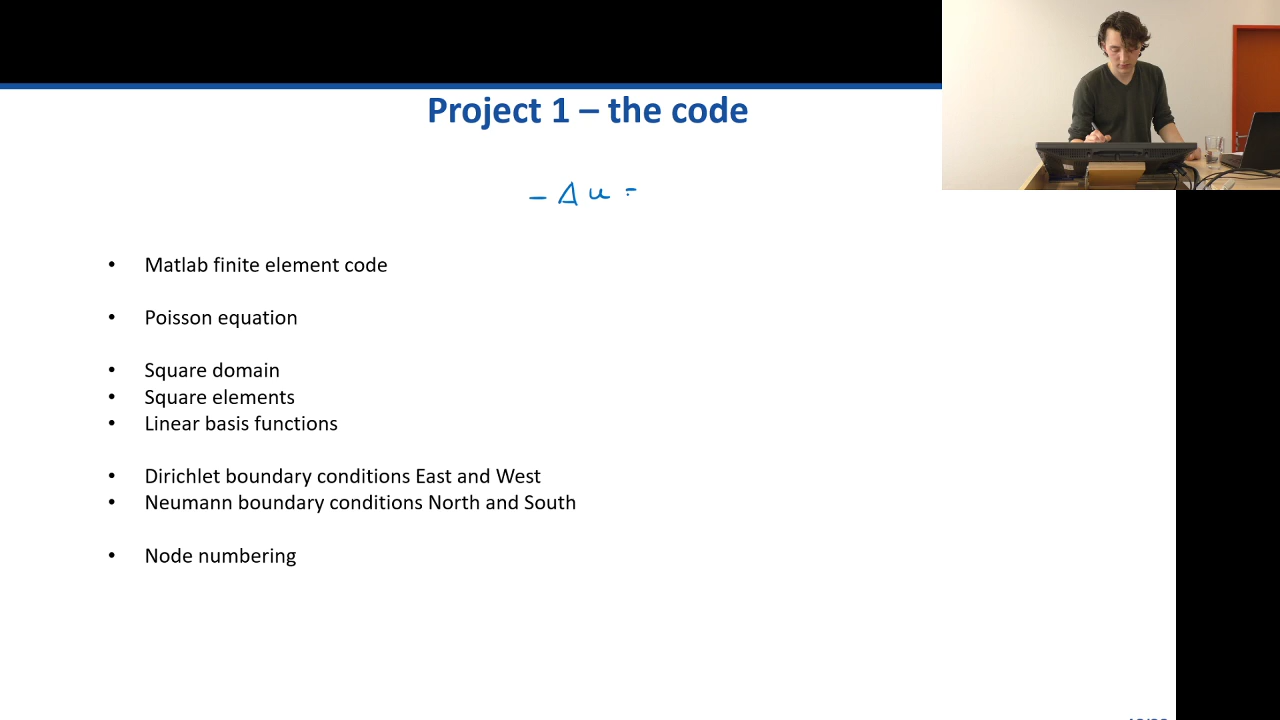 Project 1 – the code
− Δ u =
• Matlab finite element code
• Poisson equation
• Square domain
• Square elements
• Linear basis functions
• Dirichlet boundary conditions East and West
• Neumann boundary conditions North and South
• Node numbering